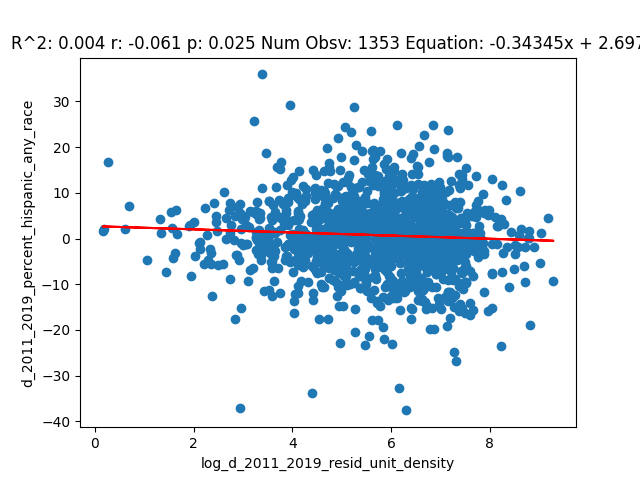 R^2: 0.004 r: -0.061 p: 0.025 Num Obsv: 1353 Equation: -0.34345x + 2.697
30
20
10
0
−10
−20
−30
−40
d_2011_2019_percent_hispanic_any_race
0 2 4 6 8
log_d_2011_2019_resid_unit_density